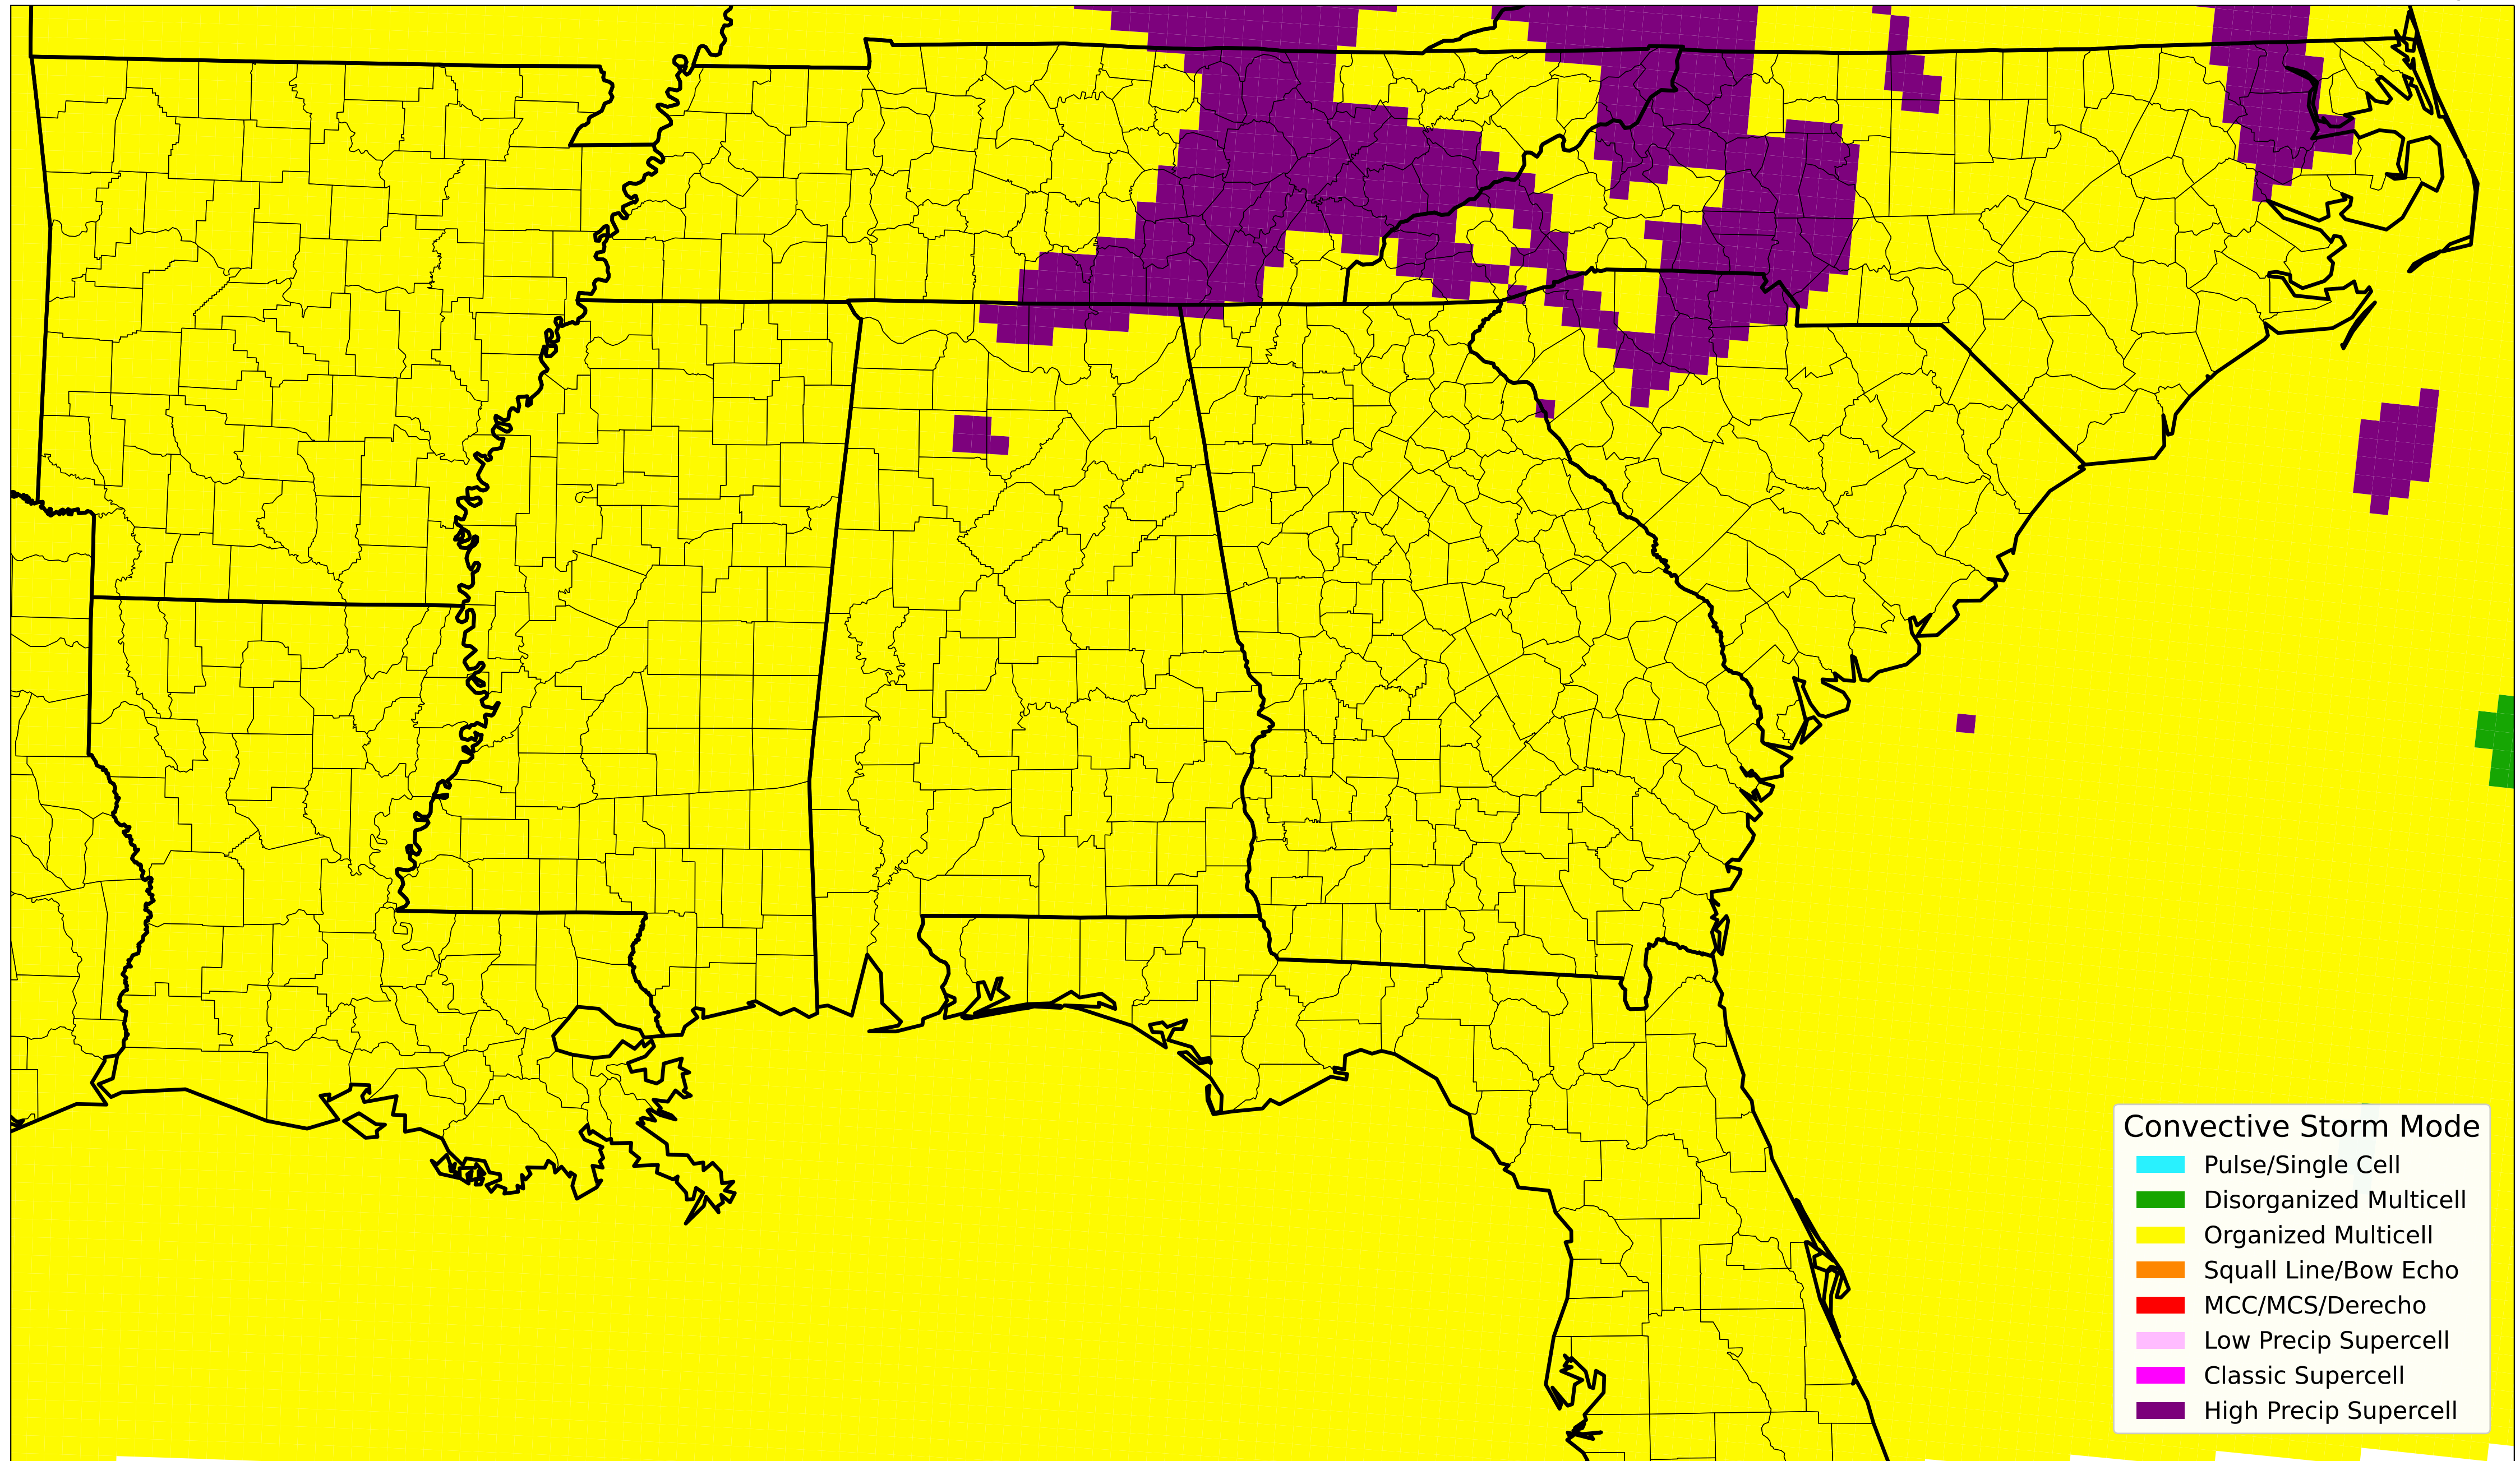 Convective Storm Mode
Pulse/Single Cell
Disorganized Multicell
Organized Multicell
Squall Line/Bow Echo
MCC/MCS/Derecho
Low Precip Supercell
Classic Supercell
High Precip Supercell